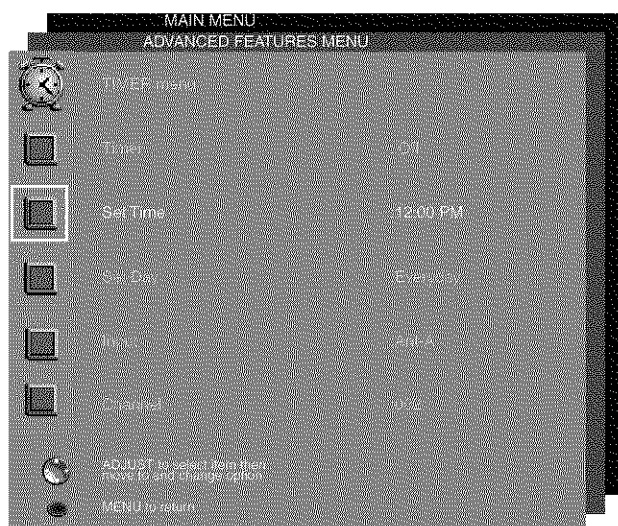 MAIN MENU
ADVANCED FEATURES MENU
TIMER menu
Timer Off
Set Time 12:00 PM
Set Day Everyday
Input Ant-A
Channel
ADJUST to select item then
move to and change option
MENU to return